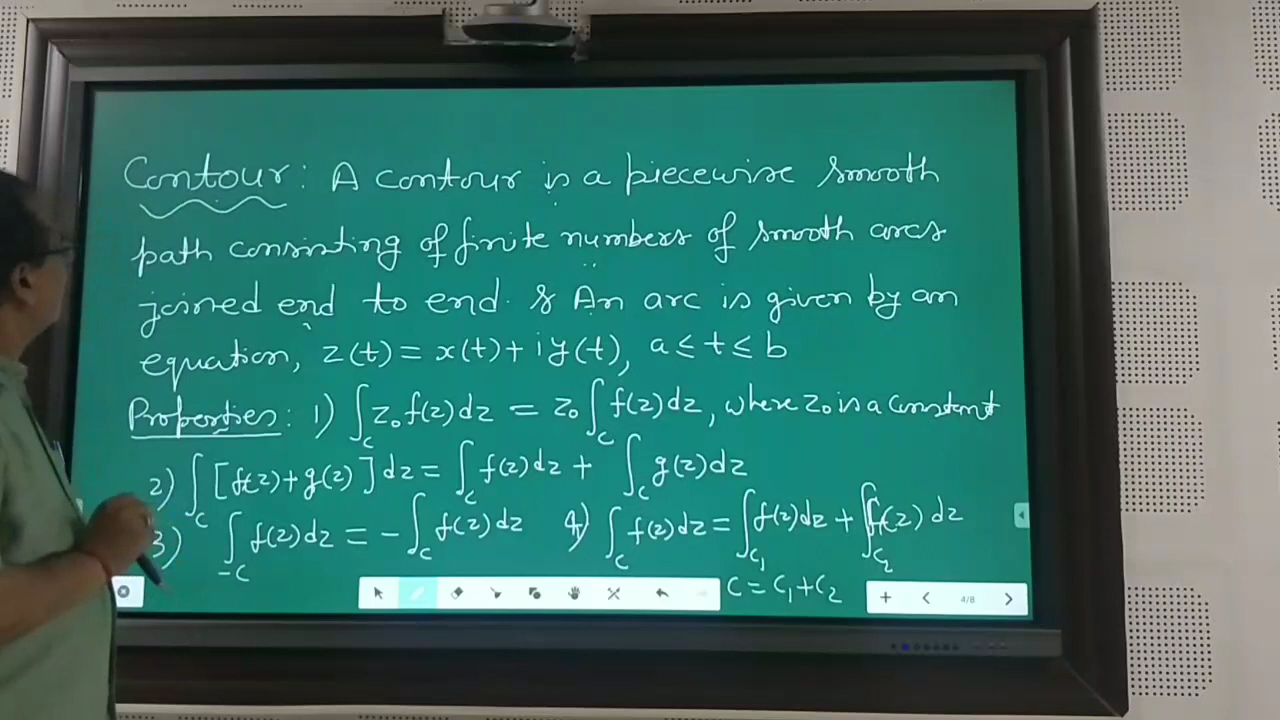 Contour: A contour is a piecewise smooth
path consisting of finite numbers of smooth arcs
joined end to end. & An arc is given by an
equation, z(t) = x(t) + iy(t), a ≤ t ≤ b
Properties: 1) ∫_C z₀ f(z) dz = z₀ ∫_C f(z) dz, where z₀ is a constant
2) ∫_C [f(z) + g(z)] dz = ∫_C f(z) dz + ∫_C g(z) dz
3) ∫_{-C} f(z) dz = - ∫_C f(z) dz 4) ∫_C f(z) dz = ∫_{C₁} f(z) dz + ∫_{C₂} f(z) dz
C = C₁ + C₂
4/8